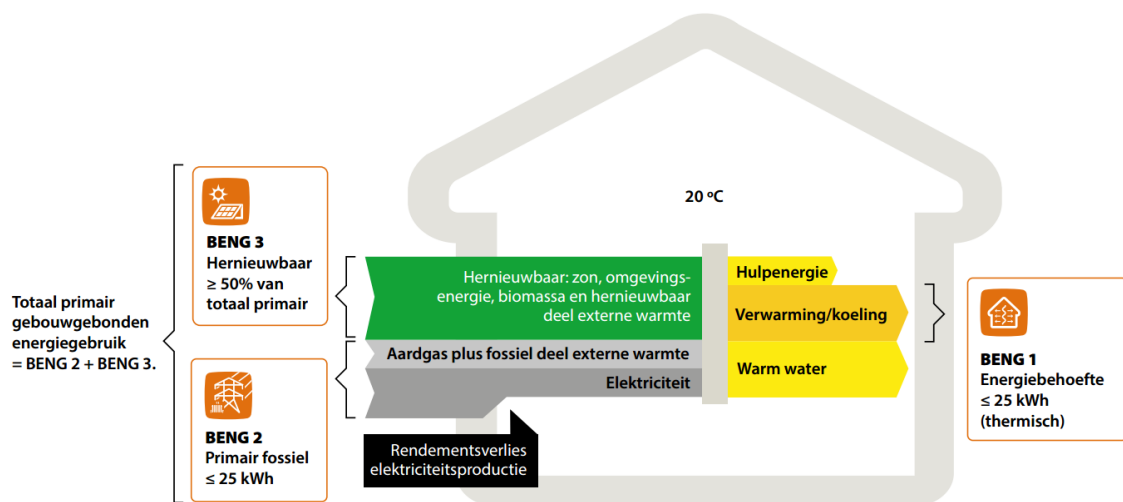 Totaal primair
gebouwgebonden
energiegebruik
= BENG 2 + BENG 3.
BENG 3
Hernieuwbaar
≥ 50% van
totaal primair
BENG 2
Primair fossiel
≤ 25 kWh
20 ºC
Hernieuwbaar: zon, omgevings-
energie, biomassa en hernieuwbaar
deel externe warmte
Aardgas plus fossiel deel externe warmte
Elektriciteit
Rendementsverlies
elektriciteitsproductie
Hulpenergie
Verwarming/koeling
Warm water
BENG 1
Energiebehoefte
≤ 25 kWh
(thermisch)